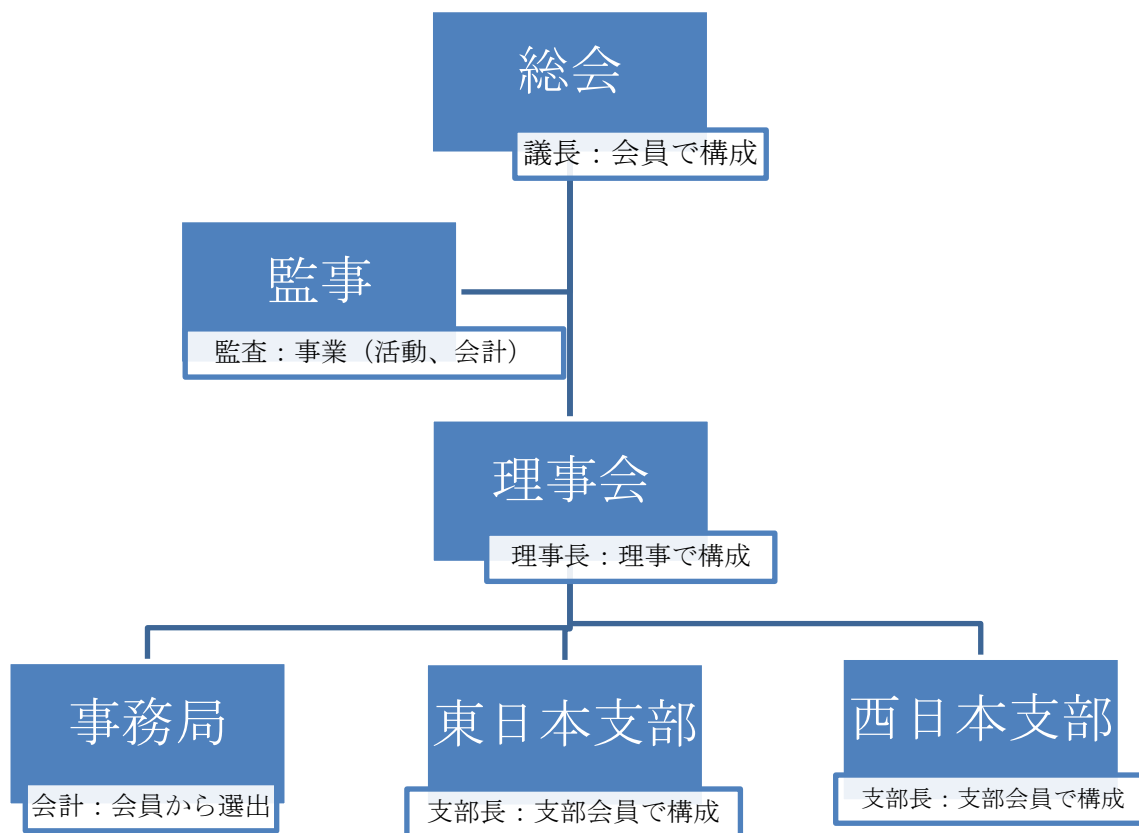 総会
議長：会員で構成
監事
監査：事業（活動、会計）
理事会
理事長：理事で構成
事務局
会計：会員から選出
東日本支部
支部長：支部会員で構成
西日本支部
支部長：支部会員で構成